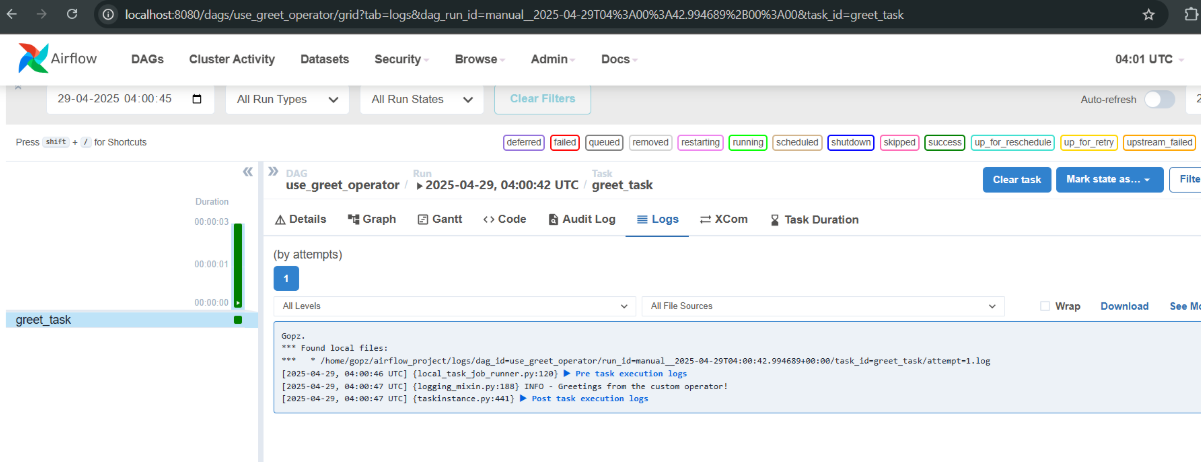 localhost:8080/dags/use_greet_operator/grid?tab=logs&dag_run_id=manual__2025-04-29T04%3A00%3A42.994689%2B00%3A00&task_id=greet_task
Airflow DAGs Cluster Activity Datasets Security Browse Admin Docs 04:01 UTC
29-04-2025 04:00:45 All Run Types All Run States Clear Filters Auto-refresh 2
Press shift + / for Shortcuts deferred failed queued removed restarting running scheduled shutdown skipped success up_for_reschedule up_for_retry upstream_failed
DAG Run Task
use_greet_operator / 2025-04-29, 04:00:42 UTC / greet_task Clear task Mark state as... Filte
Duration
00:00:03
00:00:01
00:00:00
greet_task
Details Graph Gantt Code Audit Log Logs XCom Task Duration
(by attempts)
1
All Levels All File Sources Wrap Download See Mo
Gopz.
*** Found local files:
***   * /home/gopz/airflow_project/logs/dag_id=use_greet_operator/run_id=manual__2025-04-29T04:00:42.994689+00:00/task_id=greet_task/attempt=1.log
[2025-04-29, 04:00:46 UTC] {local_task_job_runner.py:120} ▶ Pre task execution logs
[2025-04-29, 04:00:47 UTC] {logging_mixin.py:188} INFO - Greetings from the custom operator!
[2025-04-29, 04:00:47 UTC] {taskinstance.py:441} ▶ Post task execution logs